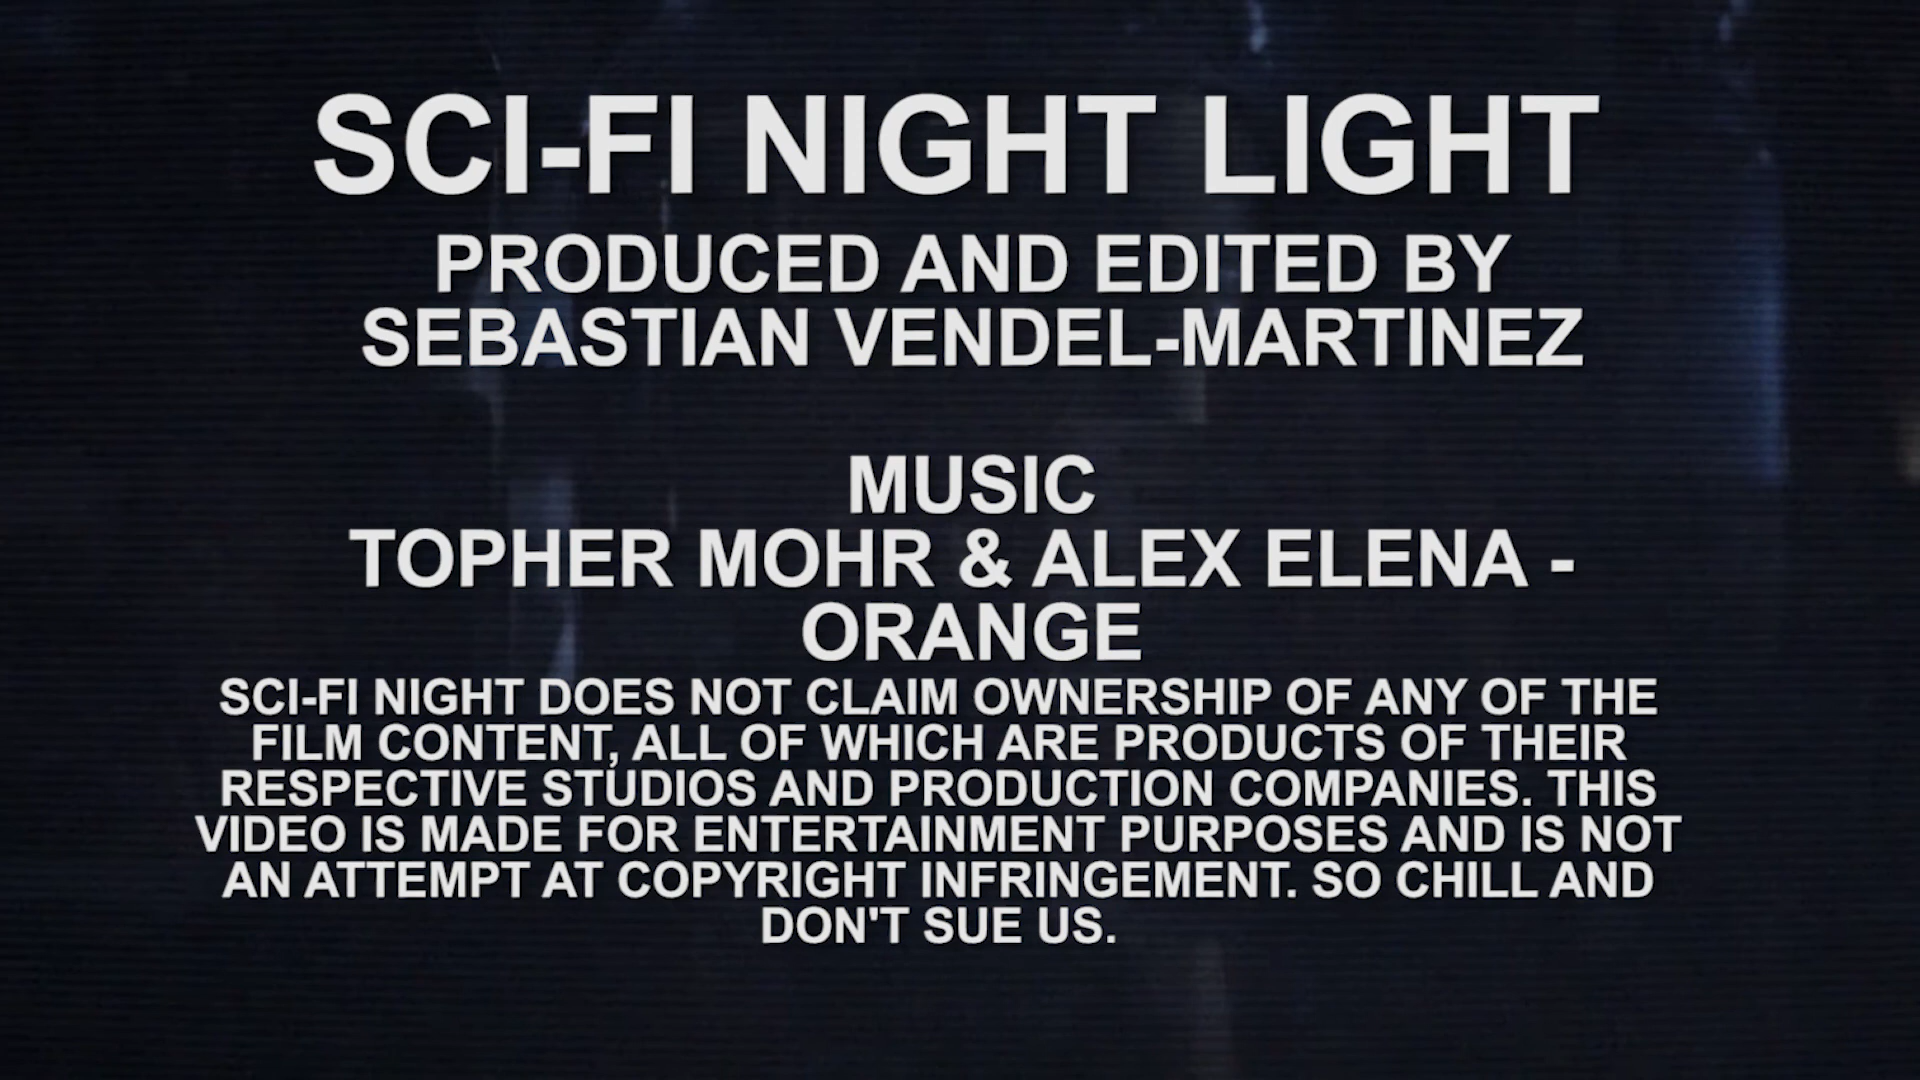 SCI-FI NIGHT LIGHT
PRODUCED AND EDITED BY
SEBASTIAN VENDEL-MARTINEZ
MUSIC
TOPHER MOHR & ALEX ELENA -
ORANGE
SCI-FI NIGHT DOES NOT CLAIM OWNERSHIP OF ANY OF THE
FILM CONTENT, ALL OF WHICH ARE PRODUCTS OF THEIR
RESPECTIVE STUDIOS AND PRODUCTION COMPANIES. THIS
VIDEO IS MADE FOR ENTERTAINMENT PURPOSES AND IS NOT
AN ATTEMPT AT COPYRIGHT INFRINGEMENT. SO CHILL AND
DON'T SUE US.